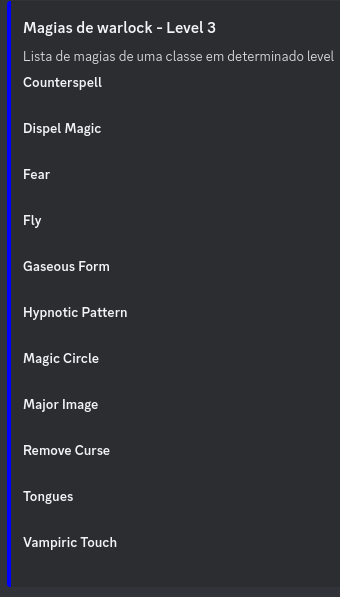 Magias de warlock - Level 3
Lista de magias de uma classe em determinado level
Counterspell
Dispel Magic
Fear
Fly
Gaseous Form
Hypnotic Pattern
Magic Circle
Major Image
Remove Curse
Tongues
Vampiric Touch